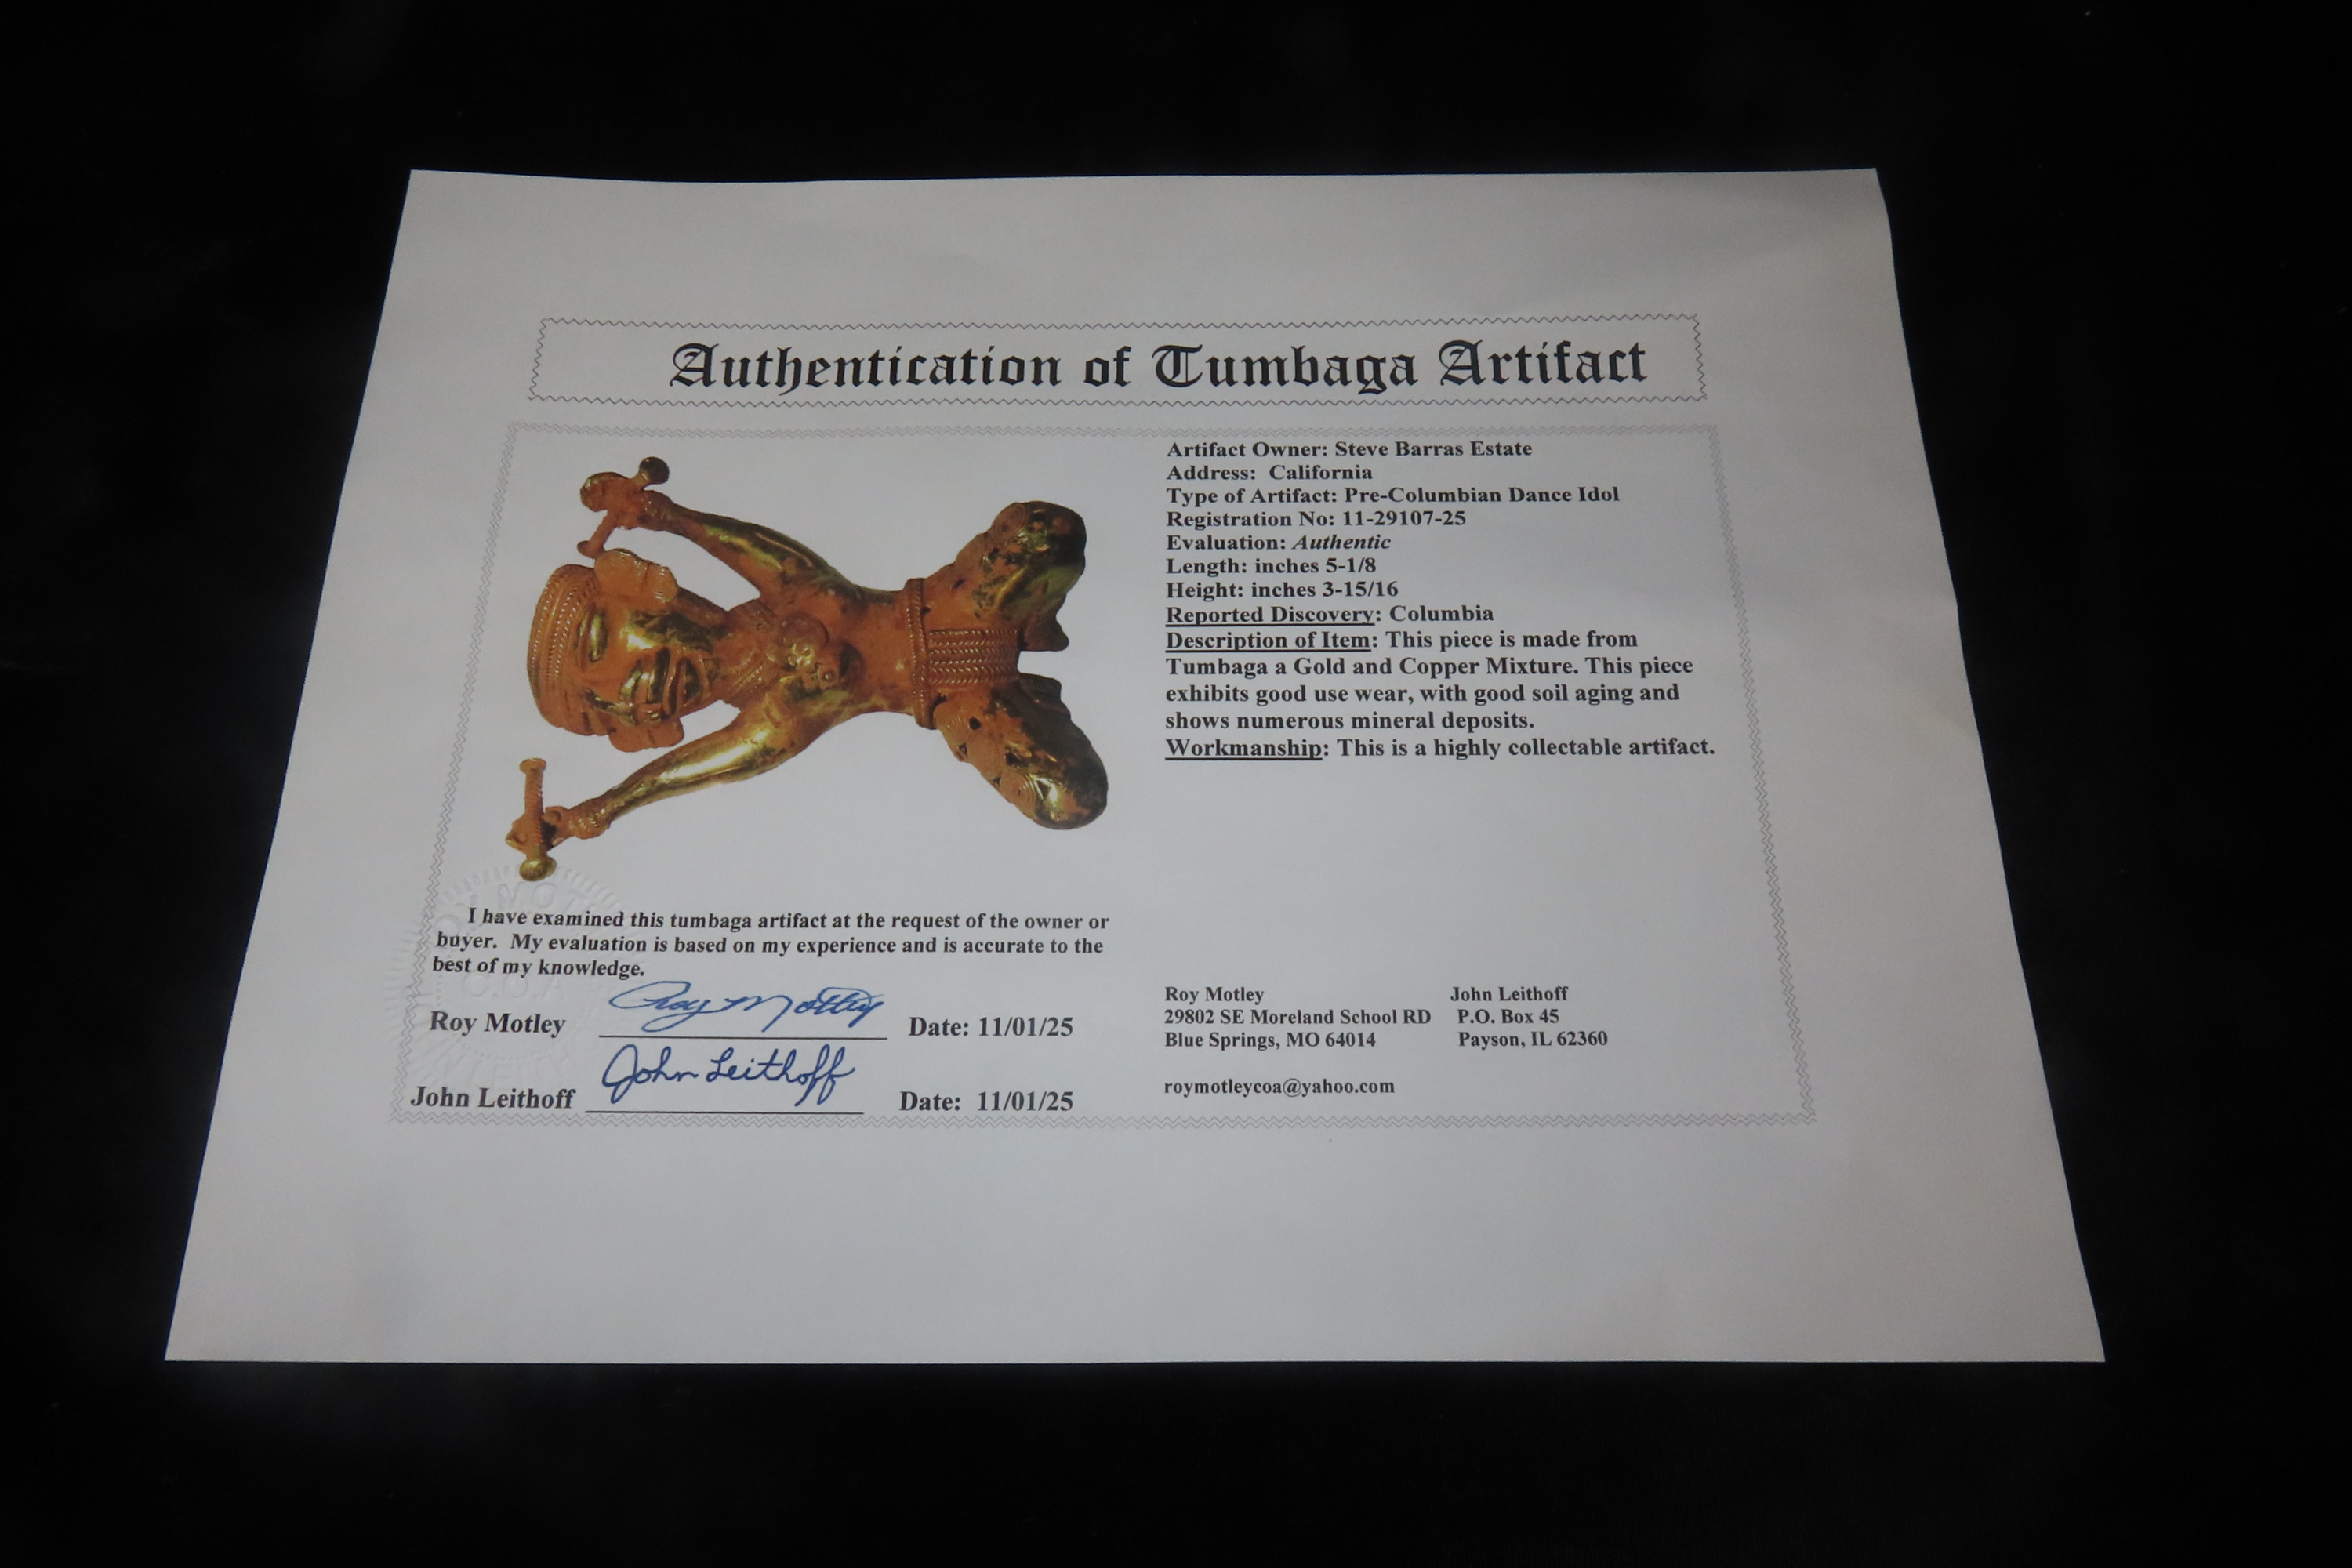 Authentication of Tumbaga Artifact
Artifact Owner: Steve Barras Estate
Address:  California
Type of Artifact: Pre-Columbian Dance Idol
Registration No: 11-29107-25
Evaluation: Authentic
Length: inches 5-1/8
Height: inches 3-15/16
Reported Discovery: Columbia
Description of Item: This piece is made from
Tumbaga a Gold and Copper Mixture. This piece
exhibits good use wear, with good soil aging and
shows numerous mineral deposits.
Workmanship: This is a highly collectable artifact.
I have examined this tumbaga artifact at the request of the owner or
buyer.  My evaluation is based on my experience and is accurate to the
best of my knowledge.
C.O.A
Roy Motley Roy Motley Date: 11/01/25
John Leithoff John Leithoff Date:  11/01/25
Roy Motley
29802 SE Moreland School RD
Blue Springs, MO 64014
roymotleycoa@yahoo.com
John Leithoff
P.O. Box 45
Payson, IL 62360